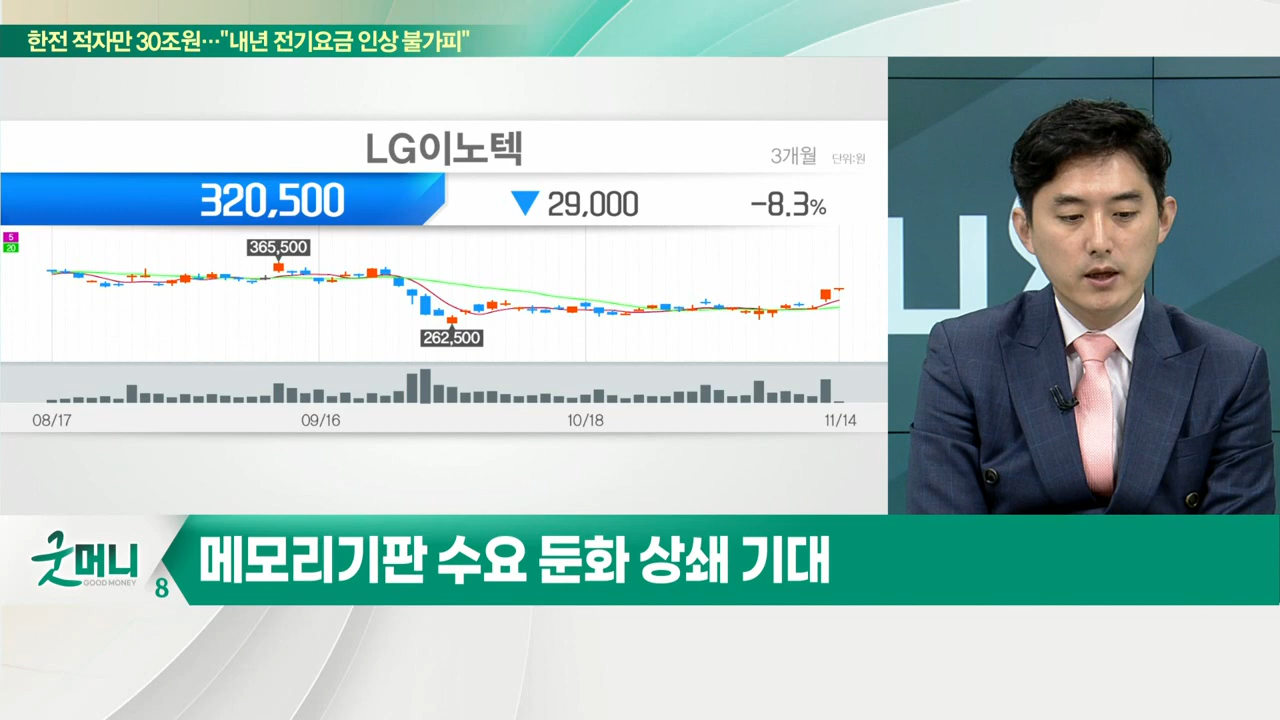 한전 적자만 30조원…"내년 전기요금 인상 불가피"
LG이노텍
3개월 단위:원
320,500 ▼ 29,000 -8.3%
5
20
365,500
262,500
08/17 09/16 10/18 11/14
굿머니
GOOD MONEY
8
메모리기판 수요 둔화 상쇄 기대